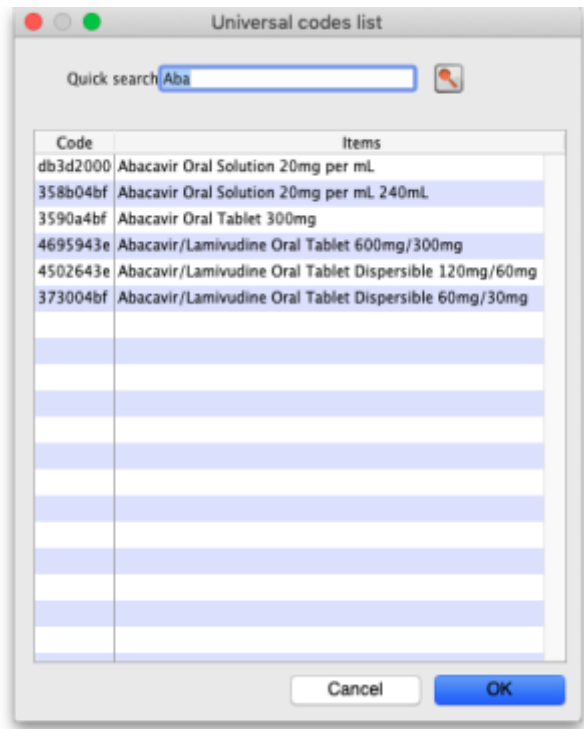 Universal codes list
Quick search Aba
Code Items
db3d2000 Abacavir Oral Solution 20mg per mL
358b04bf Abacavir Oral Solution 20mg per mL 240mL
3590a4bf Abacavir Oral Tablet 300mg
4695943e Abacavir/Lamivudine Oral Tablet 600mg/300mg
4502643e Abacavir/Lamivudine Oral Tablet Dispersible 120mg/60mg
373004bf Abacavir/Lamivudine Oral Tablet Dispersible 60mg/30mg
Cancel OK